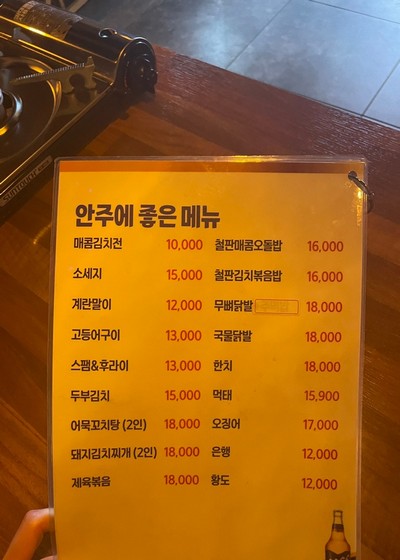 안주에 좋은 메뉴
매콤김치전 10,000
소세지 15,000
계란말이 12,000
고등어구이 13,000
스팸&후라이 13,000
두부김치 15,000
어묵꼬치탕 (2인) 18,000
돼지김치찌개 (2인) 18,000
제육볶음 18,000
철판매콤오돌밥 16,000
철판김치볶음밥 16,000
무뼈닭발 18,000
국물닭발 18,000
한치 18,000
먹태 15,900
오징어 17,000
은행 12,000
황도 12,000